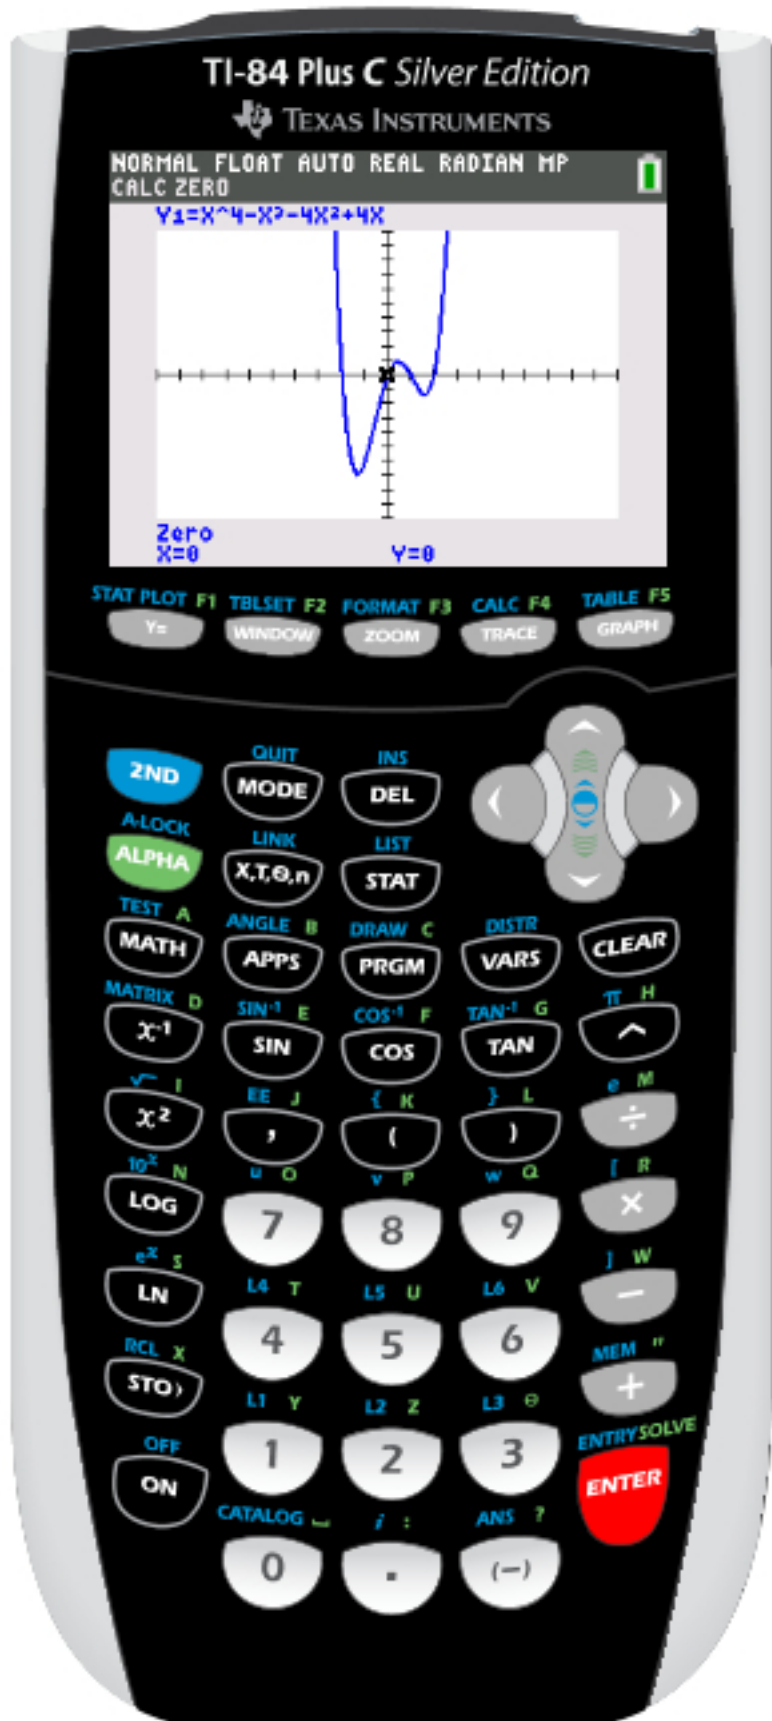 TI-84 Plus C Silver Edition
TEXAS INSTRUMENTS
NORMAL FLOAT AUTO REAL RADIAN MP
CALC ZERO
Y₁=X^4-X³-4X²+4X
Zero
X=0 Y=0
STAT PLOT F1 TBLSET F2 FORMAT F3 CALC F4 TABLE F5
Y= WINDOW ZOOM TRACE GRAPH
QUIT INS
2ND MODE DEL
A-LOCK LINK LIST
ALPHA X,T,Θ,n STAT
TEST A ANGLE B DRAW C DISTR
MATH APPS PRGM VARS CLEAR
MATRIX D SIN⁻¹ E COS⁻¹ F TAN⁻¹ G π H
x⁻¹ SIN COS TAN ^
√ I EE J { K } L e M
x² , ( ) ÷
10ˣ N u O v P w Q [ R
LOG 7 8 9 ×
eˣ S L4 T L5 U L6 V ] W
LN 4 5 6 −
RCL X L1 Y L2 Z L3 θ MEM "
STO› 1 2 3 +
OFF CATALOG ⎵ i : ANS ? ENTRY SOLVE
ON 0 . (−) ENTER